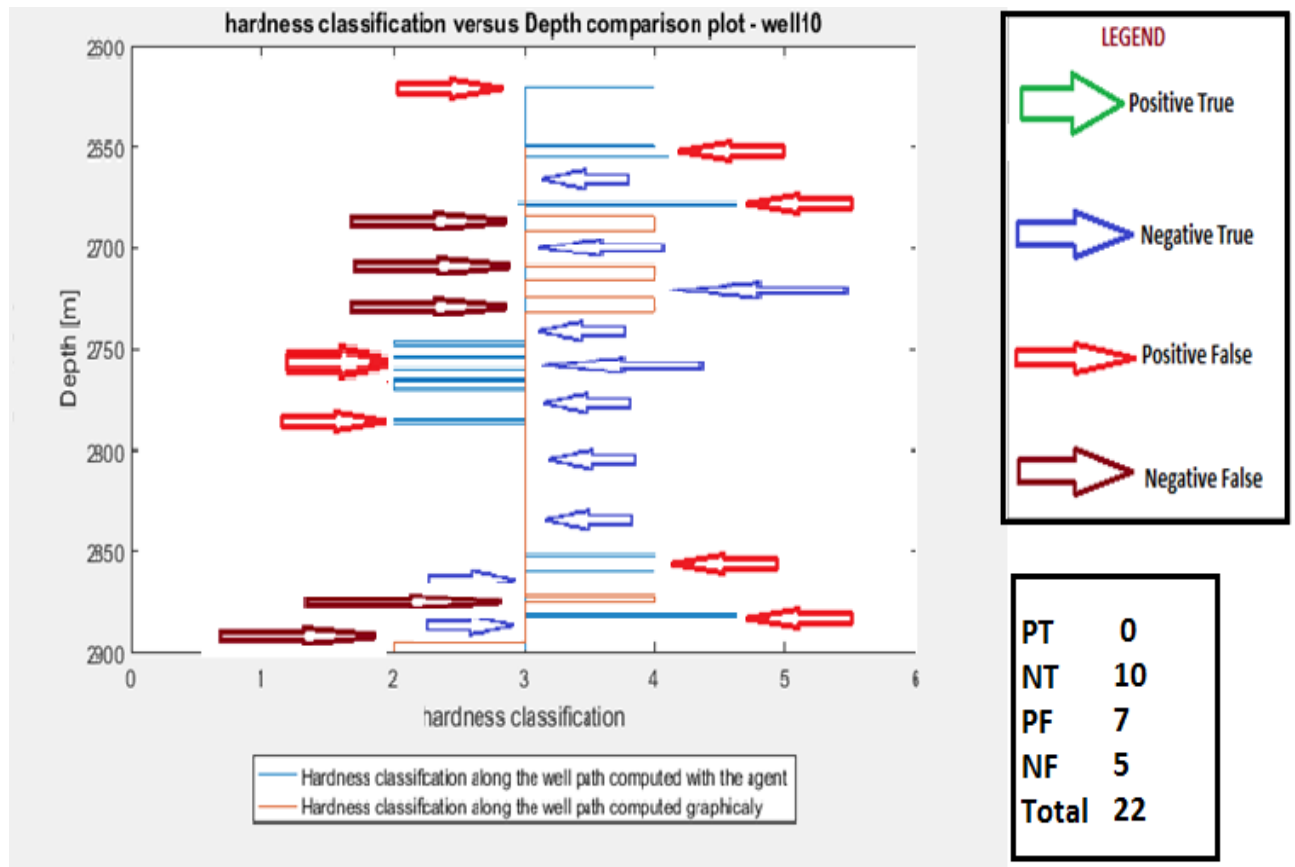 hardness classification versus Depth comparison plot - well10
2600
2650
2700
2750
2800
2850
2900
Depth [m]
0 1 2 3 4 5 6
hardness classification
Hardness classifcation along the well path computed with the agent
Hardness classifcation along the well path computed graphicaly
LEGEND
Positive True
Negative True
Positive False
Negative False
PT 0
NT 10
PF 7
NF 5
Total 22